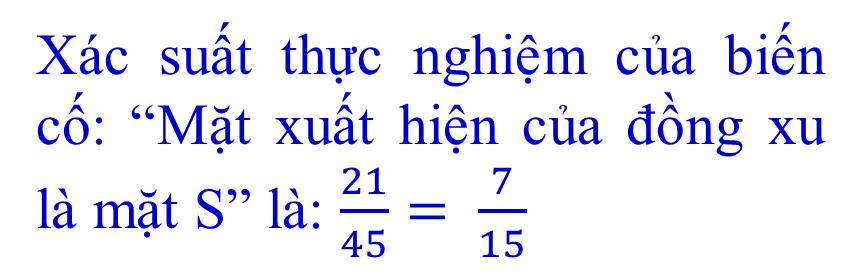 Xác suất thực nghiệm của biến
cố: “Mặt xuất hiện của đồng xu
là mặt S” là: 21/45 = 7/15